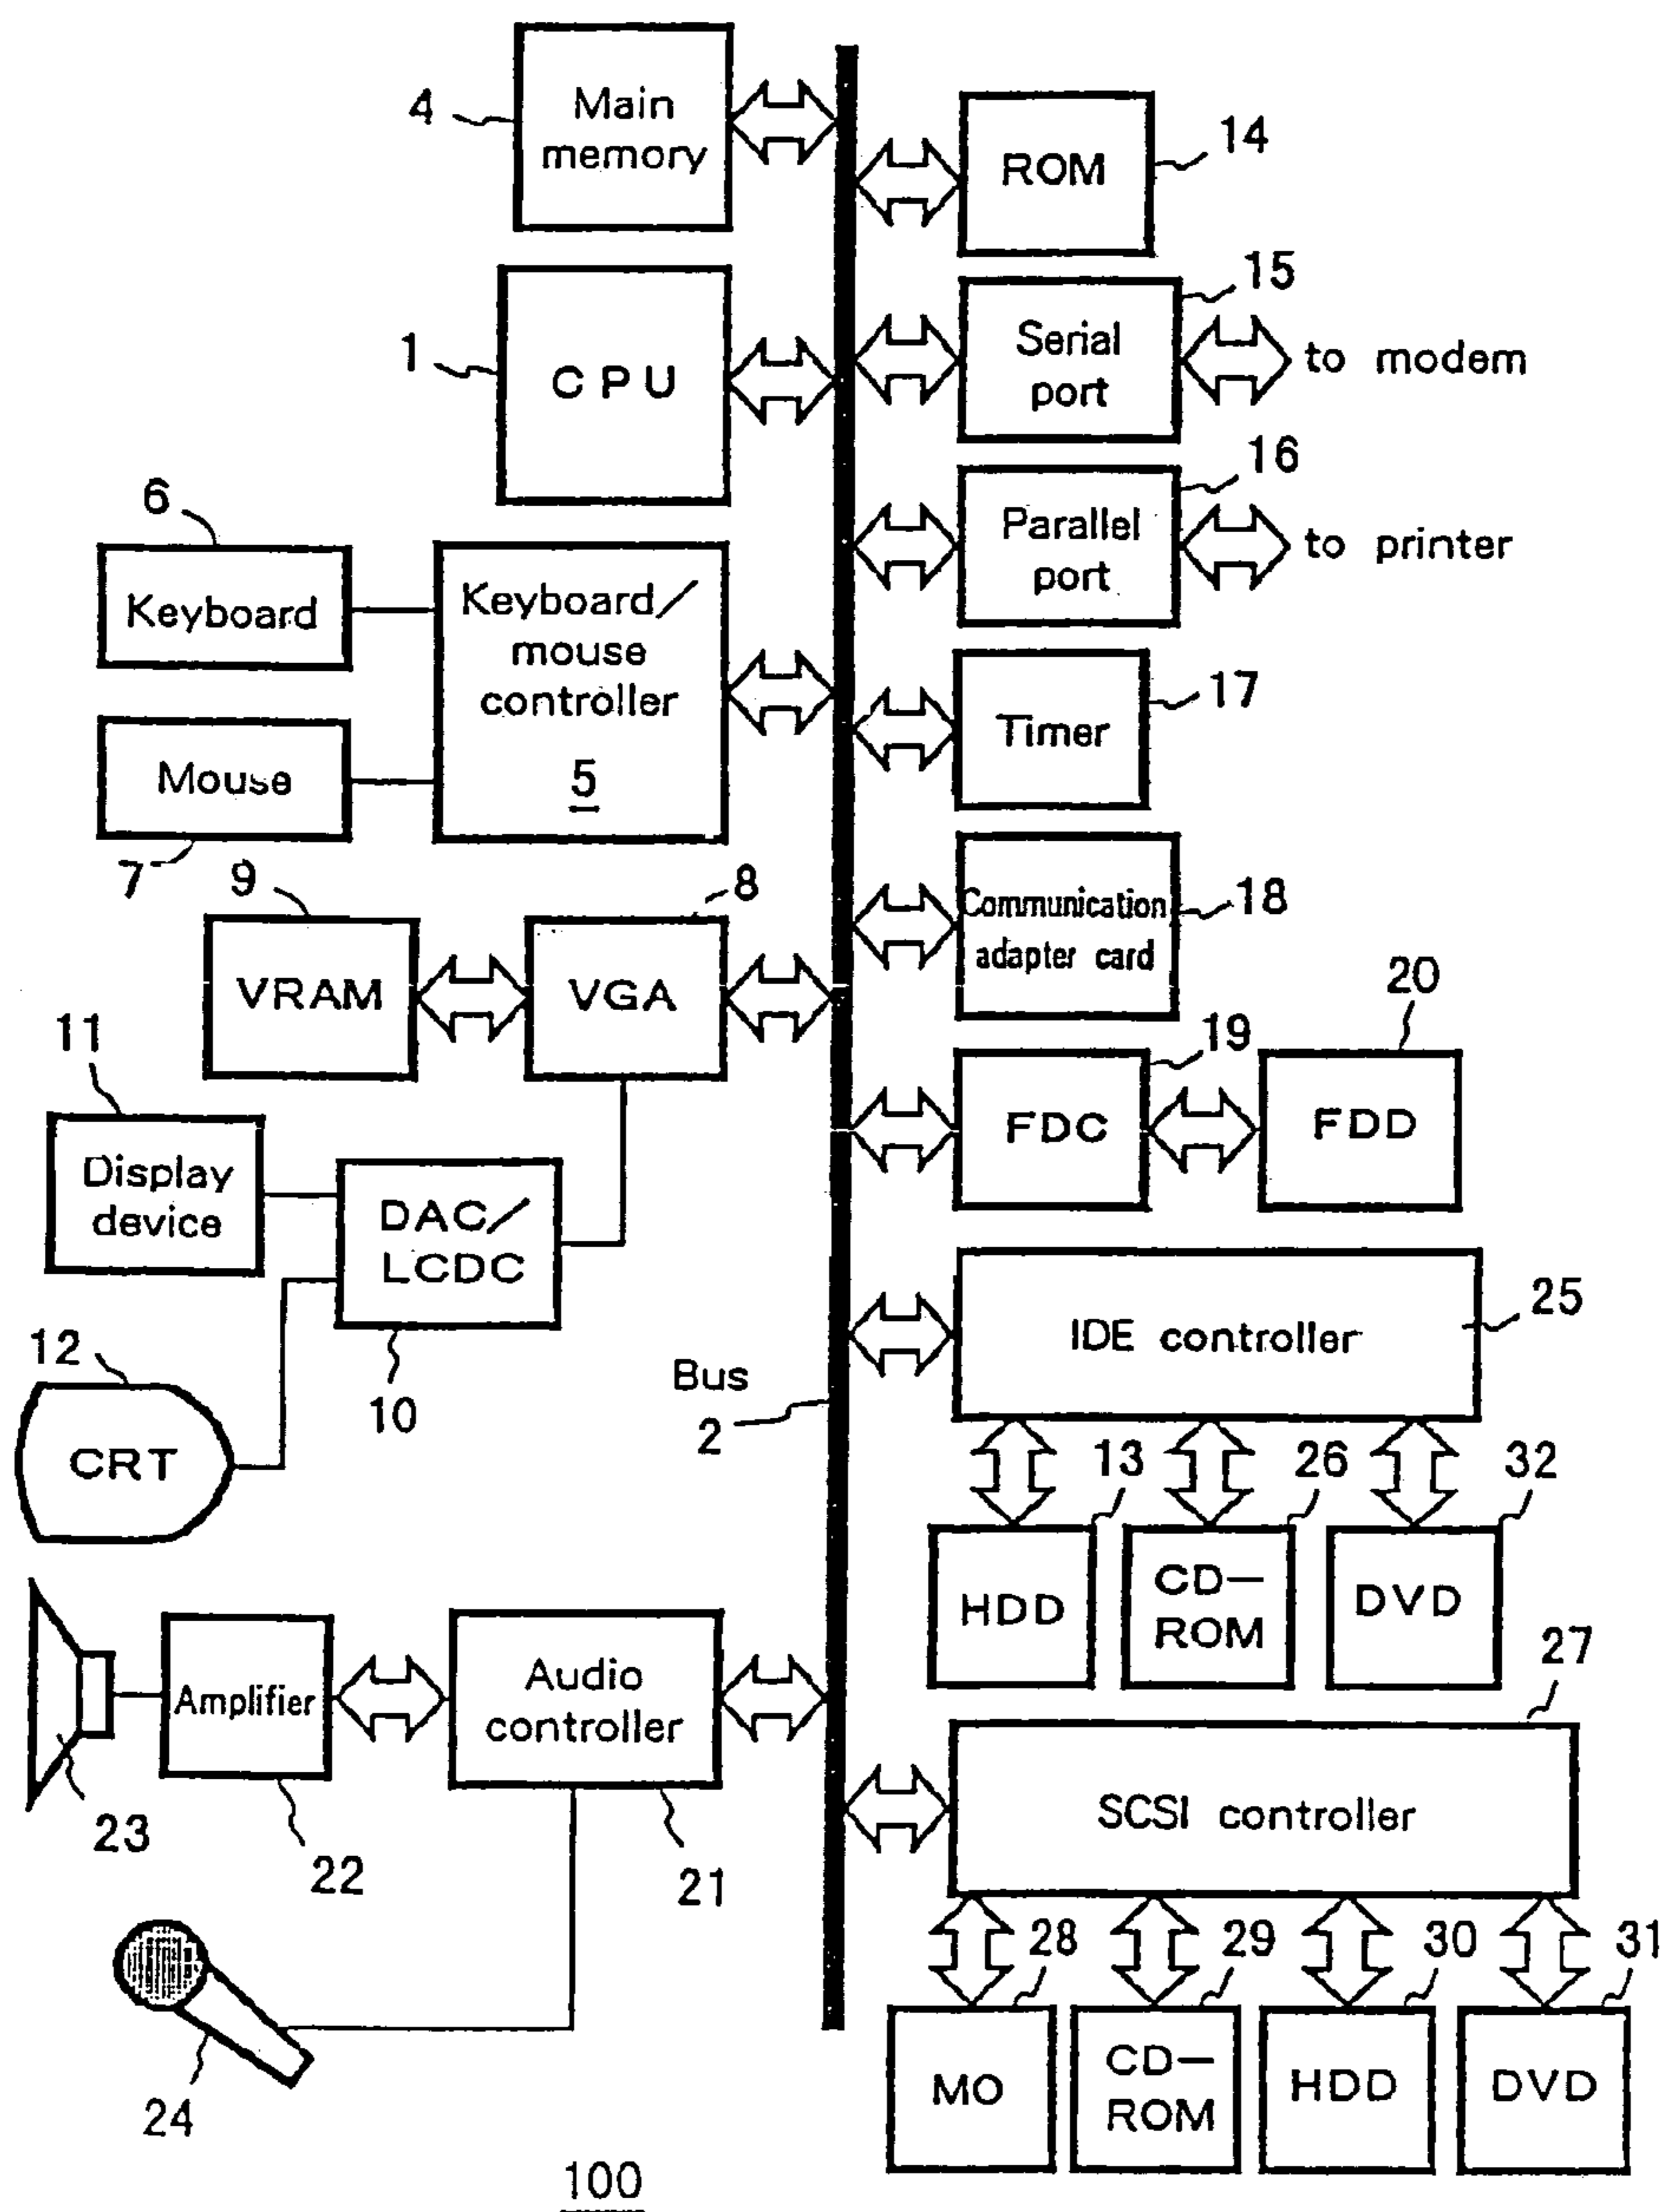 4
Main
memory
ROM
14
1
CPU
15
Serial
port
to modem
16
Parallel
port
to printer
6
Keyboard
Keyboard/
mouse
controller
5
Mouse
7
Timer
17
Communication
adapter card
18
9
VRAM
8
VGA
11
Display
device
DAC/
LCDC
10
12
CRT
19
FDC
20
FDD
Bus
2
IDE controller
25
13
HDD
26
CD-
ROM
32
DVD
23
Amplifier
22
Audio
controller
21
24
27
SCSI controller
28
MO
29
CD-
ROM
30
HDD
31
DVD
100